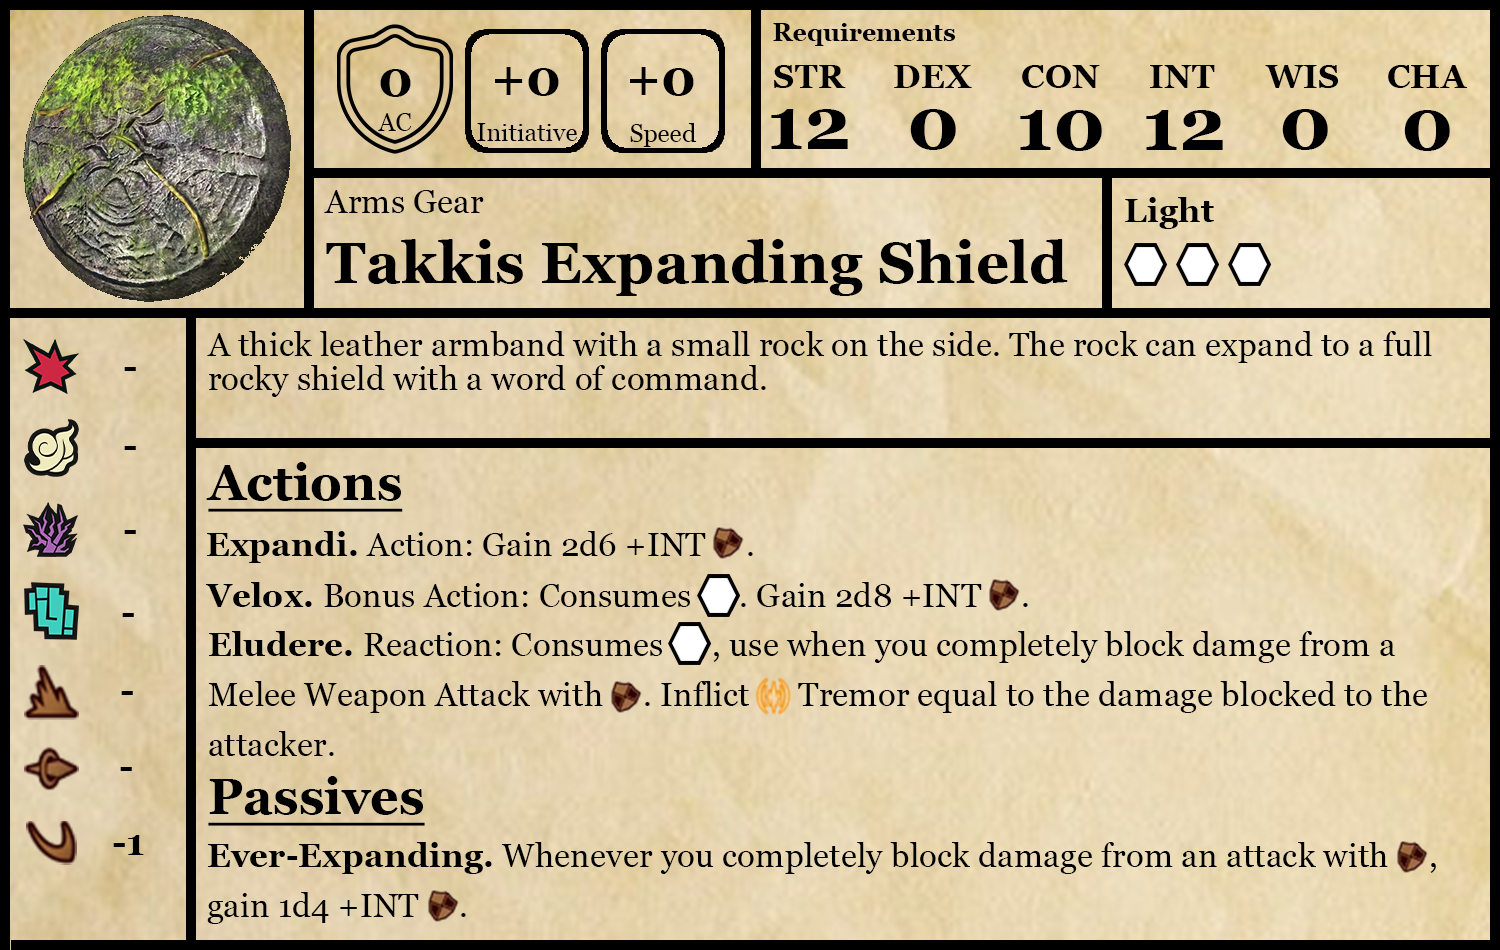 0
AC
+0
Initiative
+0
Speed
Requirements
STR DEX CON INT WIS CHA
12 0 10 12 0 0
Arms Gear
Takkis Expanding Shield
Light
-
-
-
-
-
-
-1
A thick leather armband with a small rock on the side. The rock can expand to a full
rocky shield with a word of command.
Actions
Expandi. Action: Gain 2d6 +INT .
Velox. Bonus Action: Consumes . Gain 2d8 +INT .
Eludere. Reaction: Consumes , use when you completely block damge from a
Melee Weapon Attack with . Inflict Tremor equal to the damage blocked to the
attacker.
Passives
Ever-Expanding. Whenever you completely block damage from an attack with ,
gain 1d4 +INT .